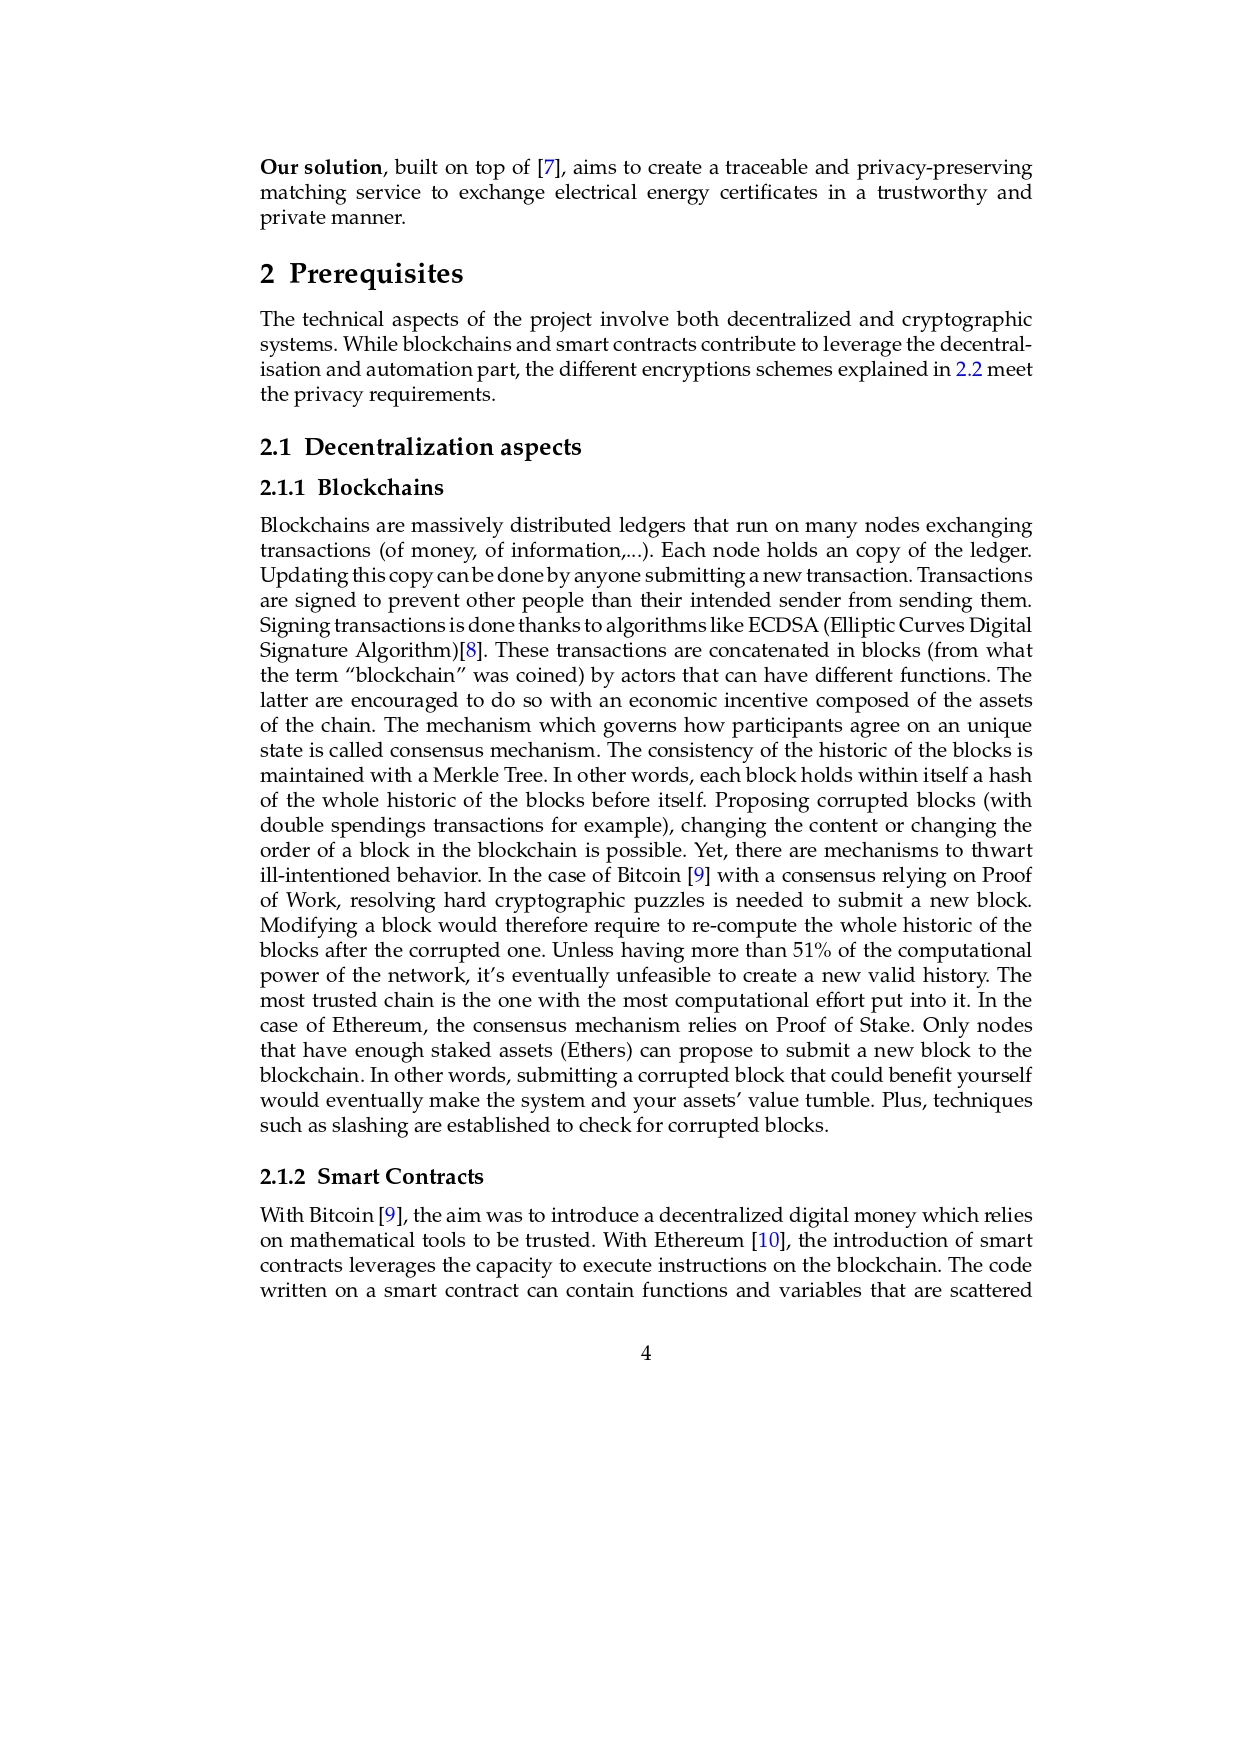 Our solution, built on top of [7], aims to create a traceable and privacy-preserving
matching service to exchange electrical energy certificates in a trustworthy and
private manner.
2 Prerequisites
The technical aspects of the project involve both decentralized and cryptographic
systems. While blockchains and smart contracts contribute to leverage the decentral-
isation and automation part, the different encryptions schemes explained in 2.2 meet
the privacy requirements.
2.1 Decentralization aspects
2.1.1 Blockchains
Blockchains are massively distributed ledgers that run on many nodes exchanging
transactions (of money, of information,...). Each node holds an copy of the ledger.
Updating this copy can be done by anyone submitting a new transaction. Transactions
are signed to prevent other people than their intended sender from sending them.
Signing transactions is done thanks to algorithms like ECDSA (Elliptic Curves Digital
Signature Algorithm)[8]. These transactions are concatenated in blocks (from what
the term “blockchain” was coined) by actors that can have different functions. The
latter are encouraged to do so with an economic incentive composed of the assets
of the chain. The mechanism which governs how participants agree on an unique
state is called consensus mechanism. The consistency of the historic of the blocks is
maintained with a Merkle Tree. In other words, each block holds within itself a hash
of the whole historic of the blocks before itself. Proposing corrupted blocks (with
double spendings transactions for example), changing the content or changing the
order of a block in the blockchain is possible. Yet, there are mechanisms to thwart
ill-intentioned behavior. In the case of Bitcoin [9] with a consensus relying on Proof
of Work, resolving hard cryptographic puzzles is needed to submit a new block.
Modifying a block would therefore require to re-compute the whole historic of the
blocks after the corrupted one. Unless having more than 51% of the computational
power of the network, it’s eventually unfeasible to create a new valid history. The
most trusted chain is the one with the most computational effort put into it. In the
case of Ethereum, the consensus mechanism relies on Proof of Stake. Only nodes
that have enough staked assets (Ethers) can propose to submit a new block to the
blockchain. In other words, submitting a corrupted block that could benefit yourself
would eventually make the system and your assets’ value tumble. Plus, techniques
such as slashing are established to check for corrupted blocks.
2.1.2 Smart Contracts
With Bitcoin [9], the aim was to introduce a decentralized digital money which relies
on mathematical tools to be trusted. With Ethereum [10], the introduction of smart
contracts leverages the capacity to execute instructions on the blockchain. The code
written on a smart contract can contain functions and variables that are scattered
4